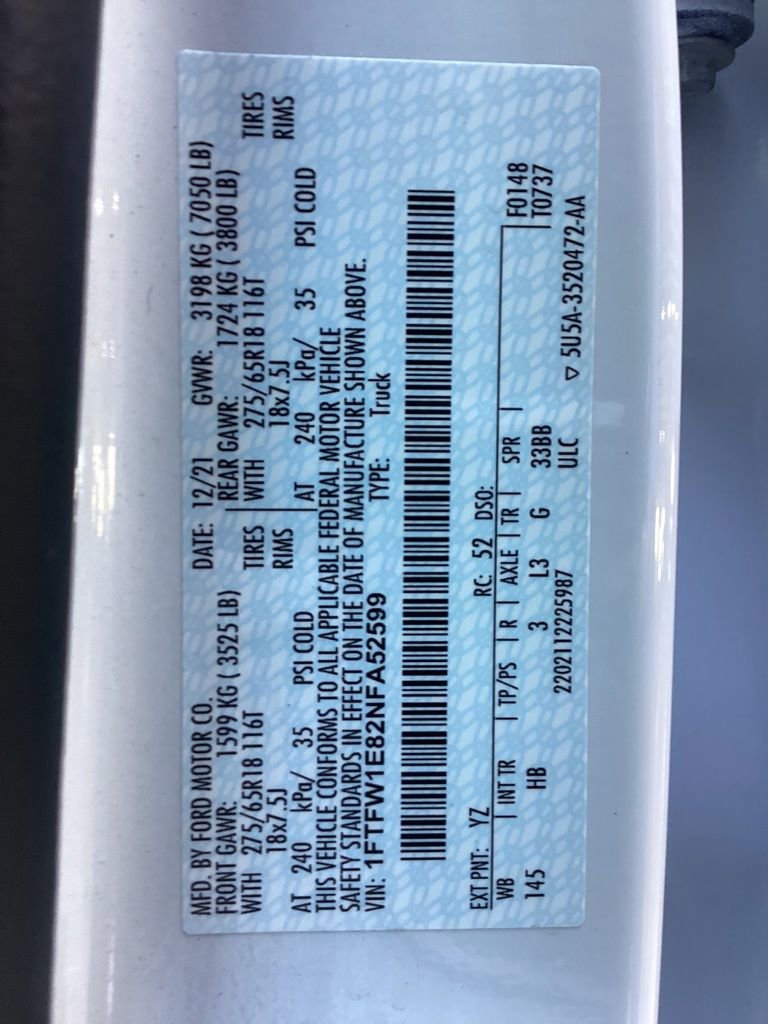 MFD. BY FORD MOTOR CO. DATE: 12/21 GVWR: 3198 KG ( 7050 LB)
FRONT GAWR: 1599 KG ( 3525 LB) REAR GAWR: 1724 KG ( 3800 LB)
WITH 275/65R18 116T TIRES WITH 275/65R18 116T TIRES
18x7.5J RIMS 18x7.5J RIMS
AT 240 kPa/ 35 PSI COLD AT 240 kPa/ 35 PSI COLD
THIS VEHICLE CONFORMS TO ALL APPLICABLE FEDERAL MOTOR VEHICLE
SAFETY STANDARDS IN EFFECT ON THE DATE OF MANUFACTURE SHOWN ABOVE.
VIN: 1FTFW1E82NFA52599 TYPE: Truck
EXT PNT: YZ RC: 52 DSO: F0148
WB INT TR TP/PS R AXLE TR SPR T0737
145 HB 3 L3 G 33BB
2202112225987 ULC ▽ 5U5A-3520472-AA